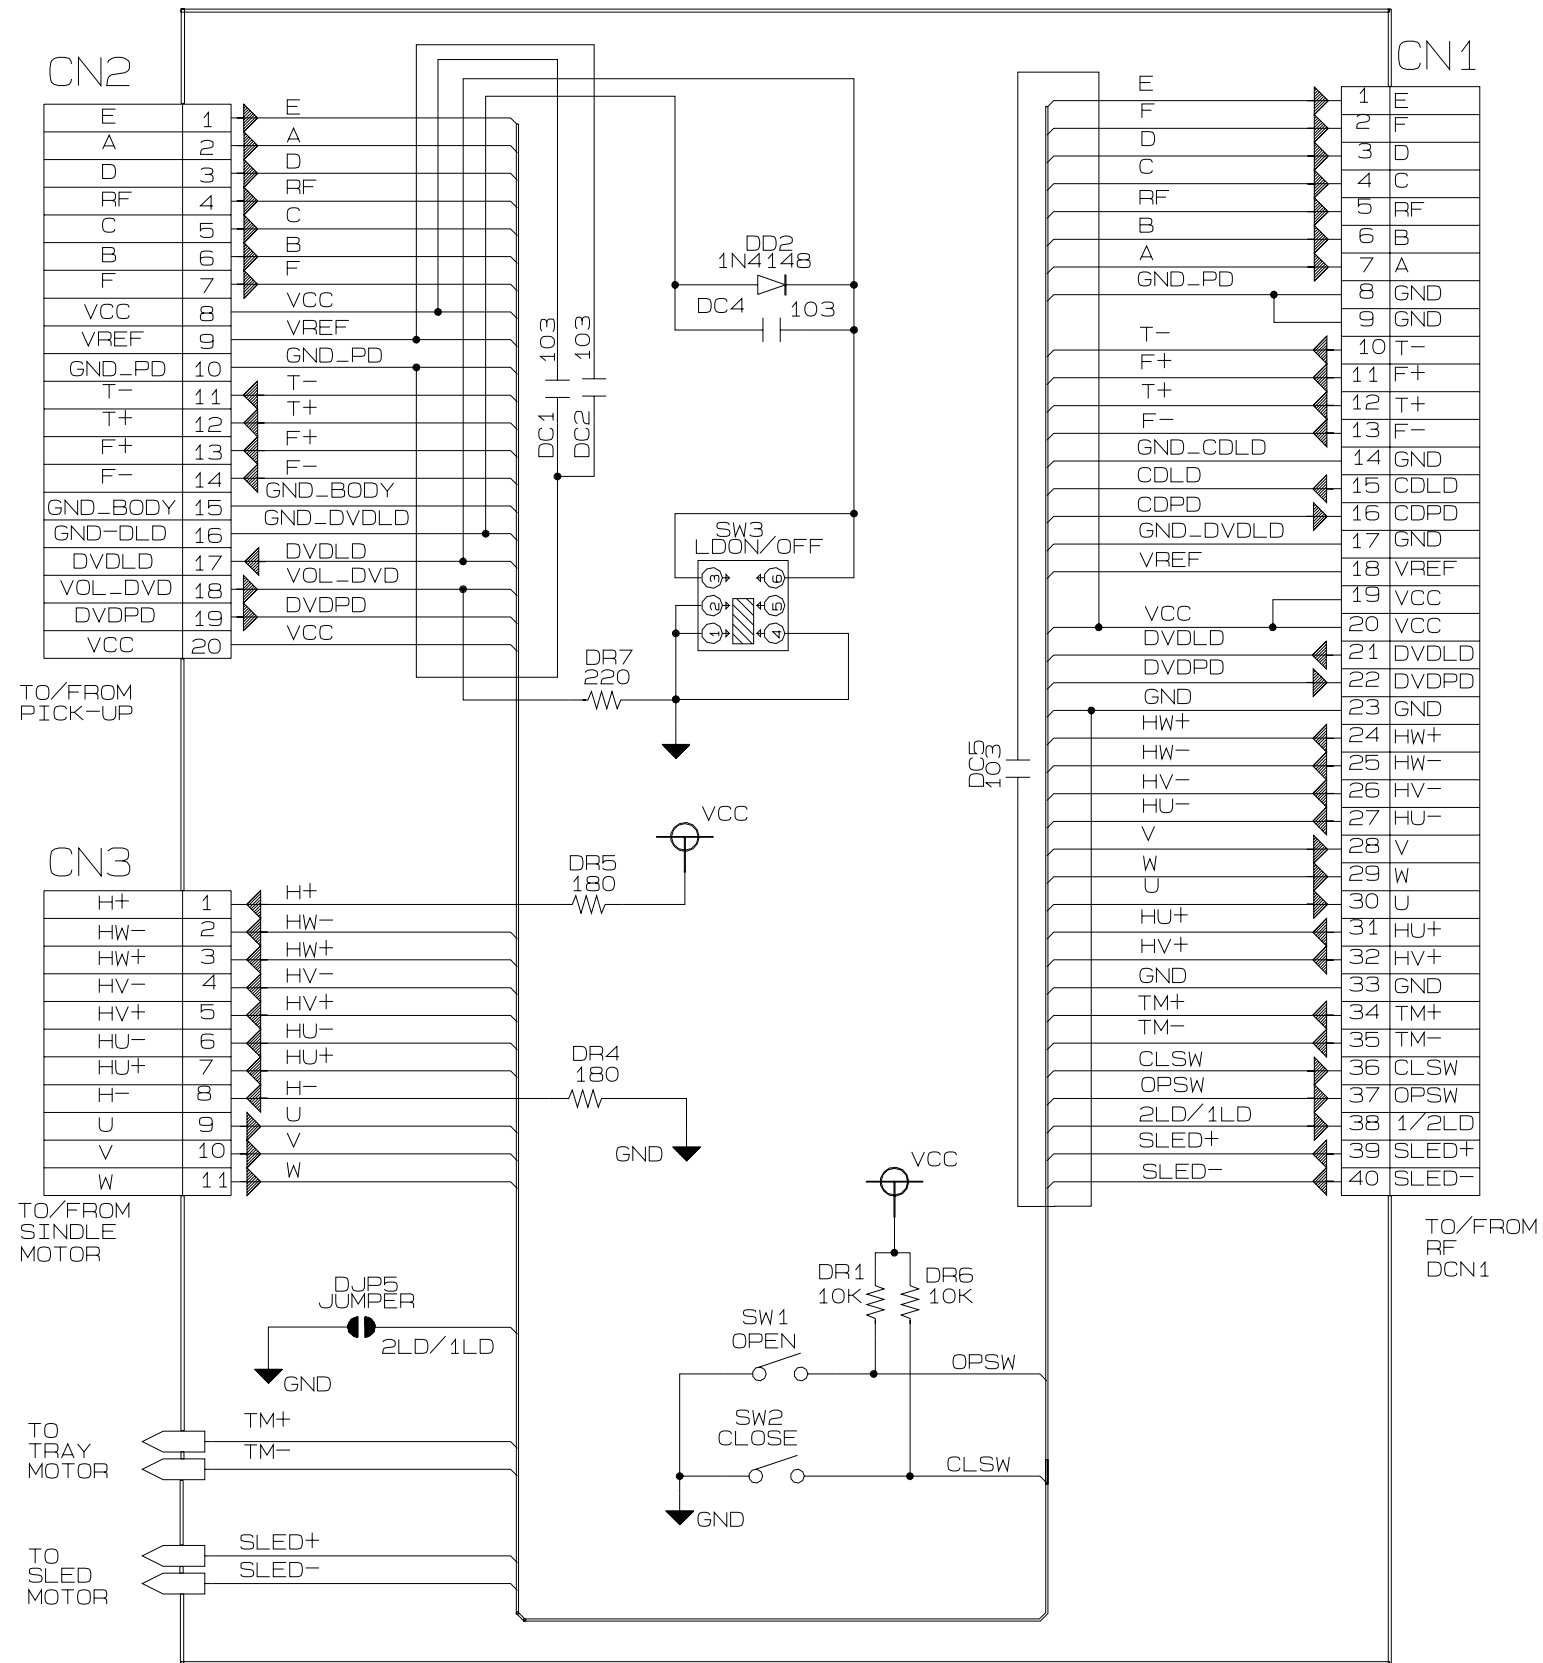 CN2
E 1 E
A 2 A
D 3 D
RF 4 RF
C 5 C
B 6 B
F 7 F
VCC 8 VCC
VREF 9 VREF
GND_PD 10 GND_PD
T- 11 T-
T+ 12 T+
F+ 13 F+
F- 14 F-
GND_BODY 15 GND_BODY
GND-DLD 16 GND_DVDLD
DVDLD 17 DVDLD
VOL_DVD 18 VOL_DVD
DVDPD 19 DVDPD
VCC 20 VCC
TO/FROM
PICK-UP
DC1 103
DC2 103
DD2
1N4148
DC4 103
SW3
LDON/OFF
3 6
2 5
1 4
DR7
220
CN3
H+ 1 H+
HW- 2 HW-
HW+ 3 HW+
HV- 4 HV-
HV+ 5 HV+
HU- 6 HU-
HU+ 7 HU+
H- 8 H-
U 9 U
V 10 V
W 11 W
TO/FROM
SINDLE
MOTOR
VCC
DR5
180
DR4
180
GND
DJP5
JUMPER
2LD/1LD
GND
TO
TRAY
MOTOR
TM+
TM-
TO
SLED
MOTOR
SLED+
SLED-
VCC
DR1
10K
DR6
10K
SW1
OPEN
OPSW
SW2
CLOSE
CLSW
GND
DC5
103
CN1
E 1 E
F 2 F
D 3 D
C 4 C
RF 5 RF
B 6 B
A 7 A
GND_PD 8 GND
9 GND
T- 10 T-
F+ 11 F+
T+ 12 T+
F- 13 F-
GND_CDLD 14 GND
CDLD 15 CDLD
CDPD 16 CDPD
GND_DVDLD 17 GND
VREF 18 VREF
19 VCC
VCC 20 VCC
DVDLD 21 DVDLD
DVDPD 22 DVDPD
GND 23 GND
HW+ 24 HW+
HW- 25 HW-
HV- 26 HV-
HU- 27 HU-
V 28 V
W 29 W
U 30 U
HU+ 31 HU+
HV+ 32 HV+
GND 33 GND
TM+ 34 TM+
TM- 35 TM-
CLSW 36 CLSW
OPSW 37 OPSW
2LD/1LD 38 1/2LD
SLED+ 39 SLED+
SLED- 40 SLED-
TO/FROM
RF
DCN1